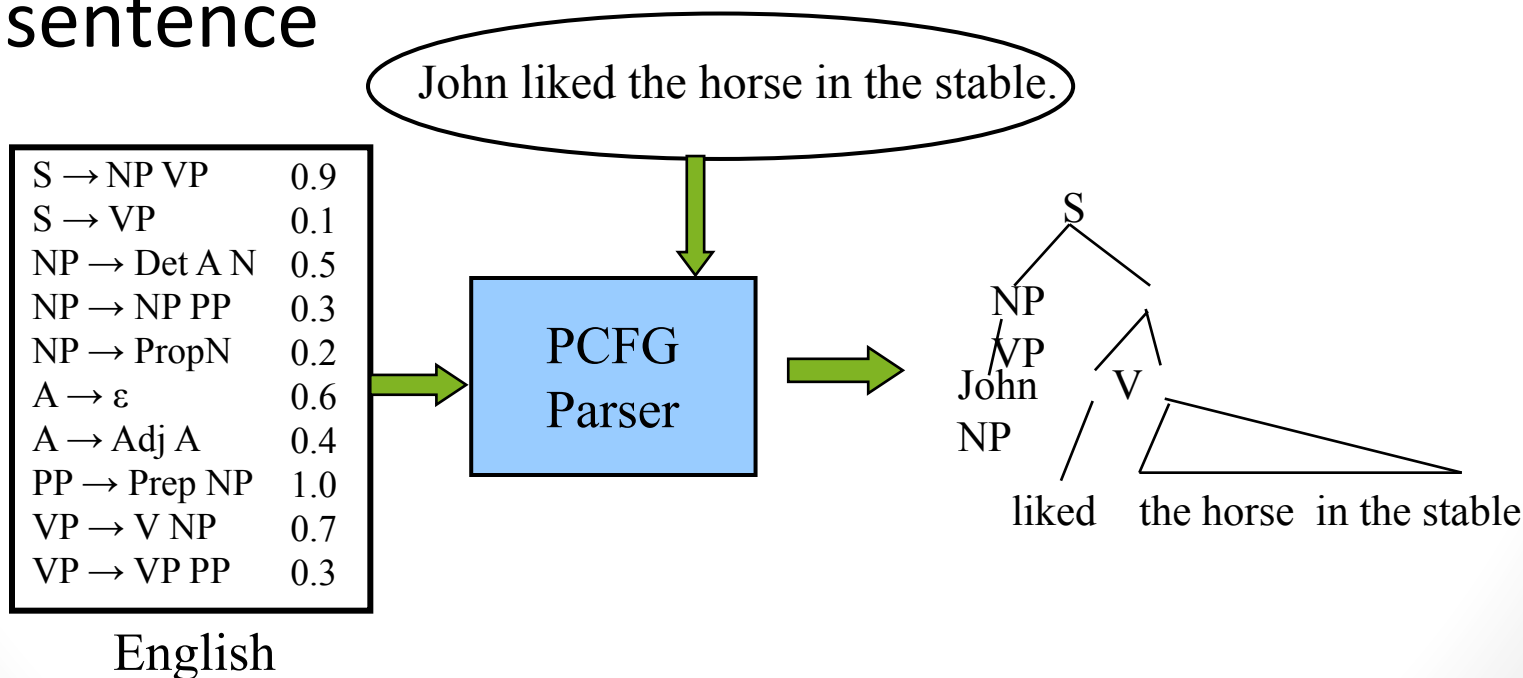 sentence
John liked the horse in the stable.
S → NP VP 0.9
S → VP 0.1
NP → Det A N 0.5
NP → NP PP 0.3
NP → PropN 0.2
A → ε 0.6
A → Adj A 0.4
PP → Prep NP 1.0
VP → V NP 0.7
VP → VP PP 0.3
English
PCFG
Parser
S
NP
VP
John V
NP
liked the horse in the stable